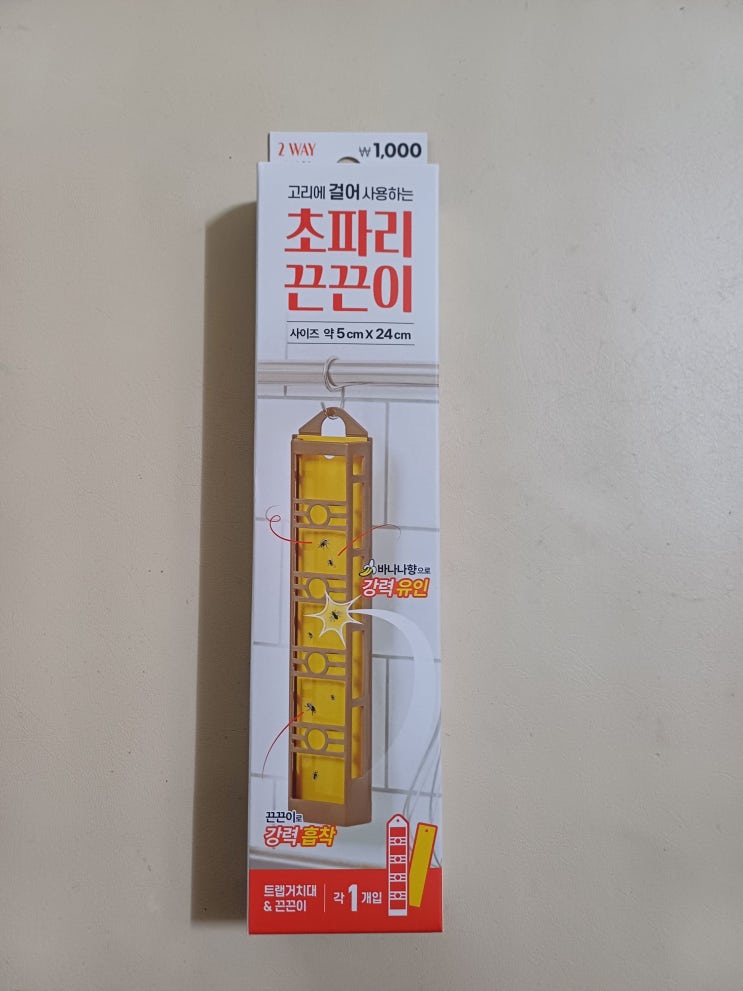 2 WAY ₩1,000
고리에 걸어 사용하는
초파리
끈끈이
사이즈 약 5cm X 24cm
바나나향으로
강력 유인
끈끈이로
강력 흡착
트랩거치대
& 끈끈이
각 1개입